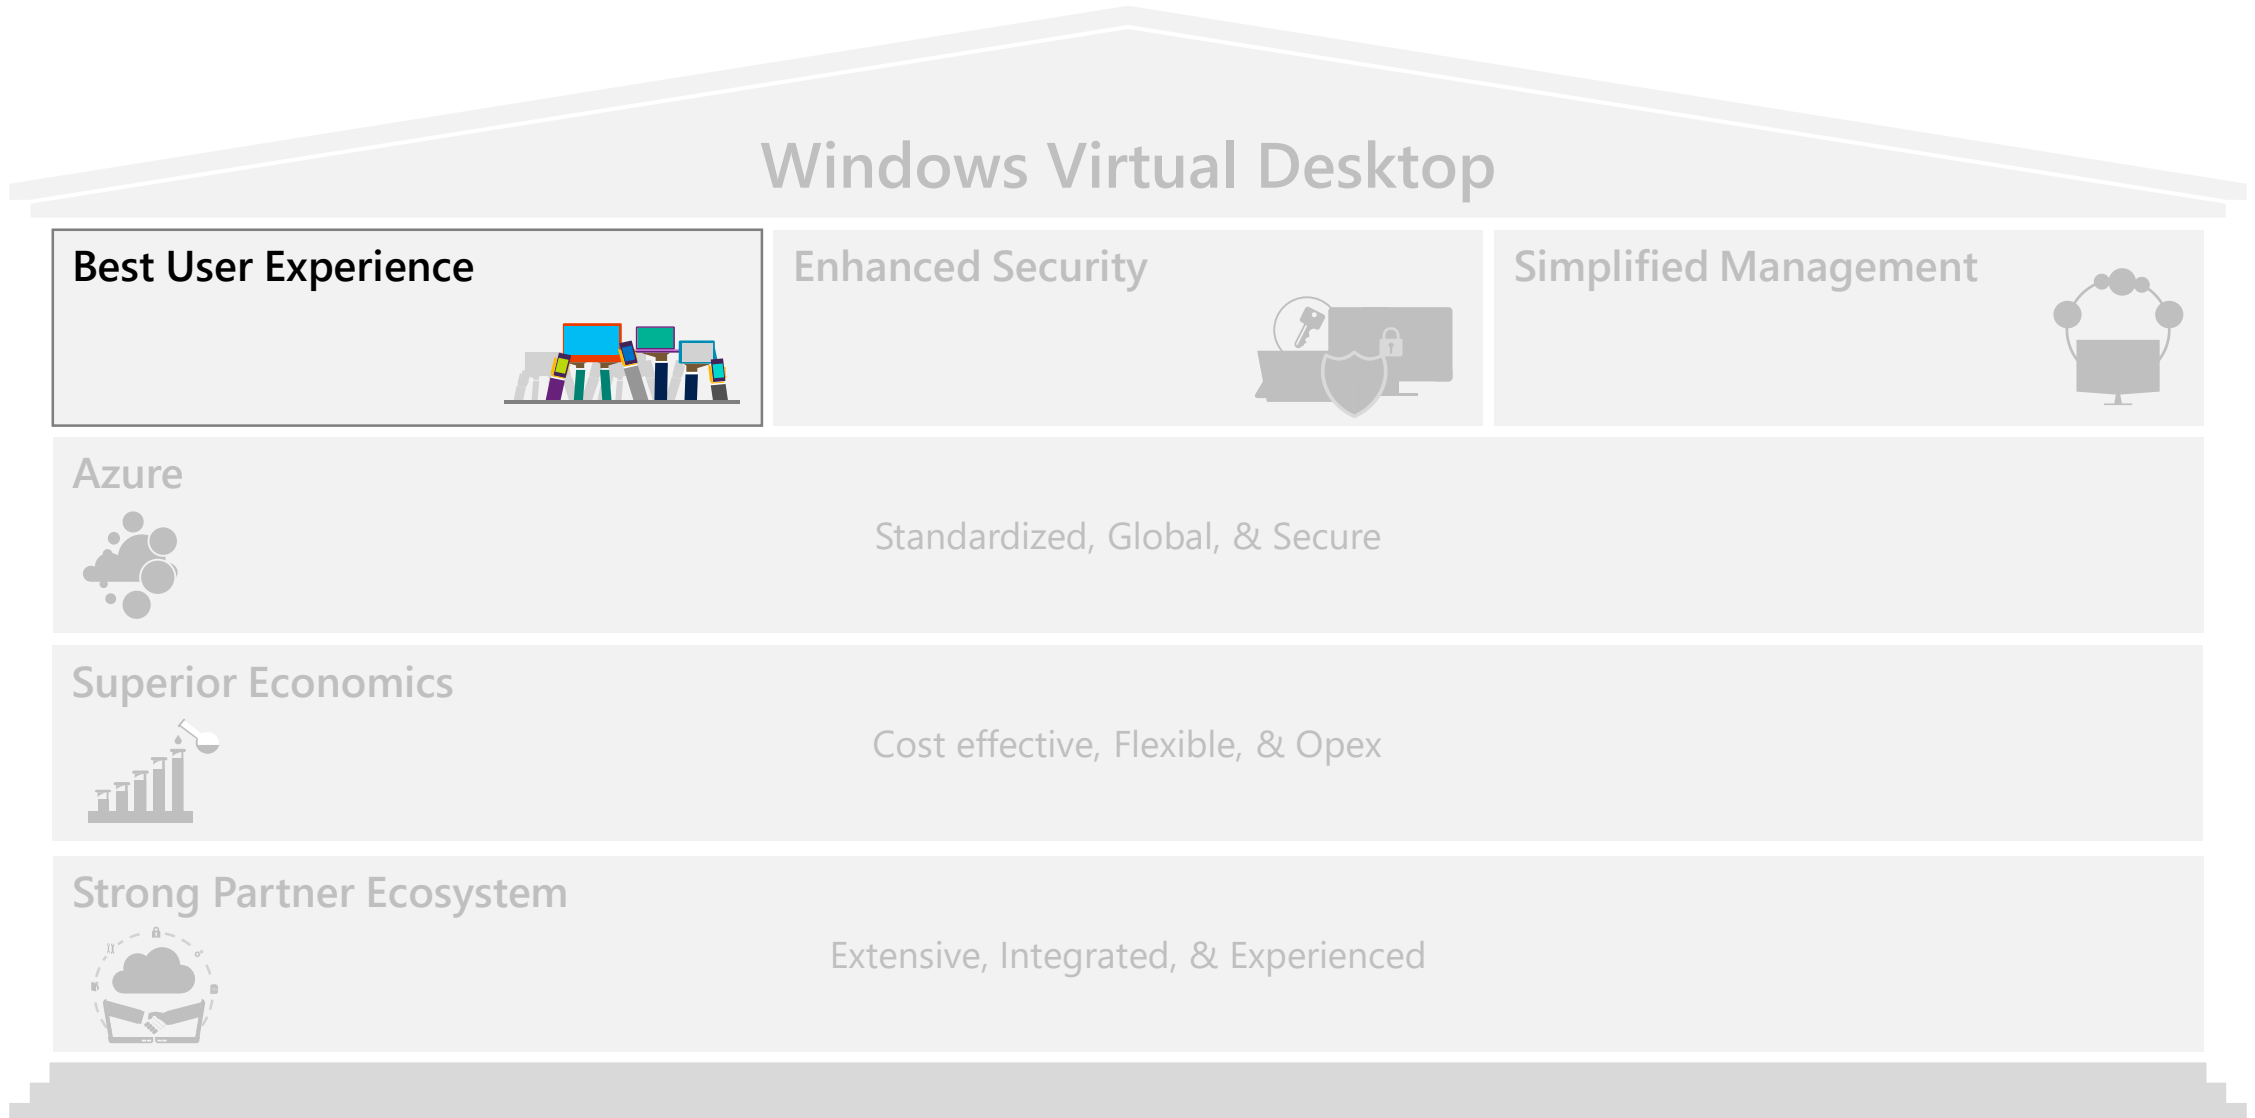 Windows Virtual Desktop
Best User Experience
Enhanced Security
Simplified Management
Azure
Standardized, Global, & Secure
Superior Economics
Cost effective, Flexible, & Opex
Strong Partner Ecosystem
Extensive, Integrated, & Experienced